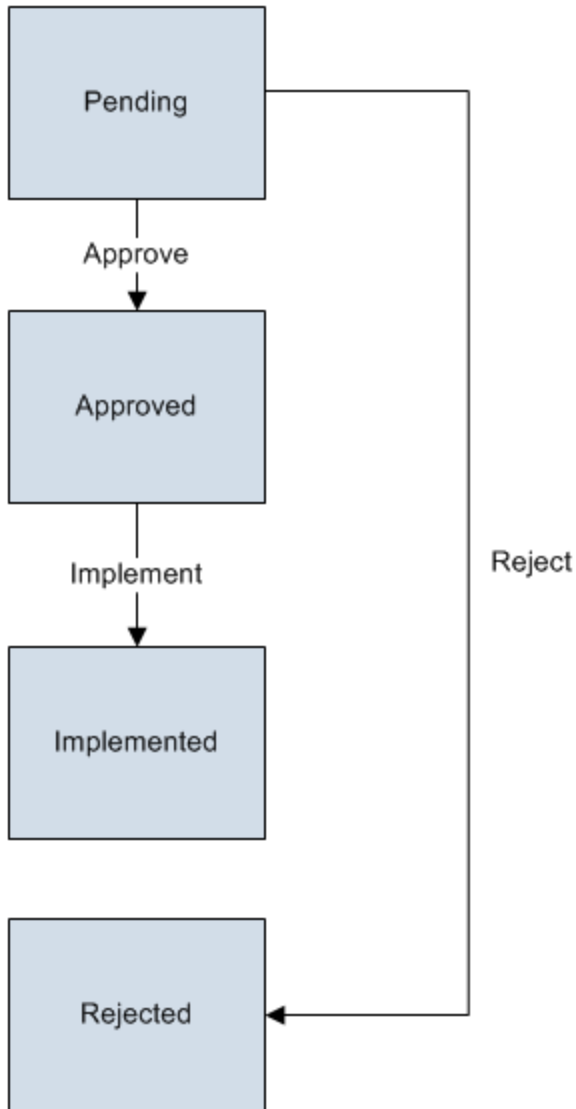 Pending
Approve
Approved
Reject
Implement
Implemented
Rejected